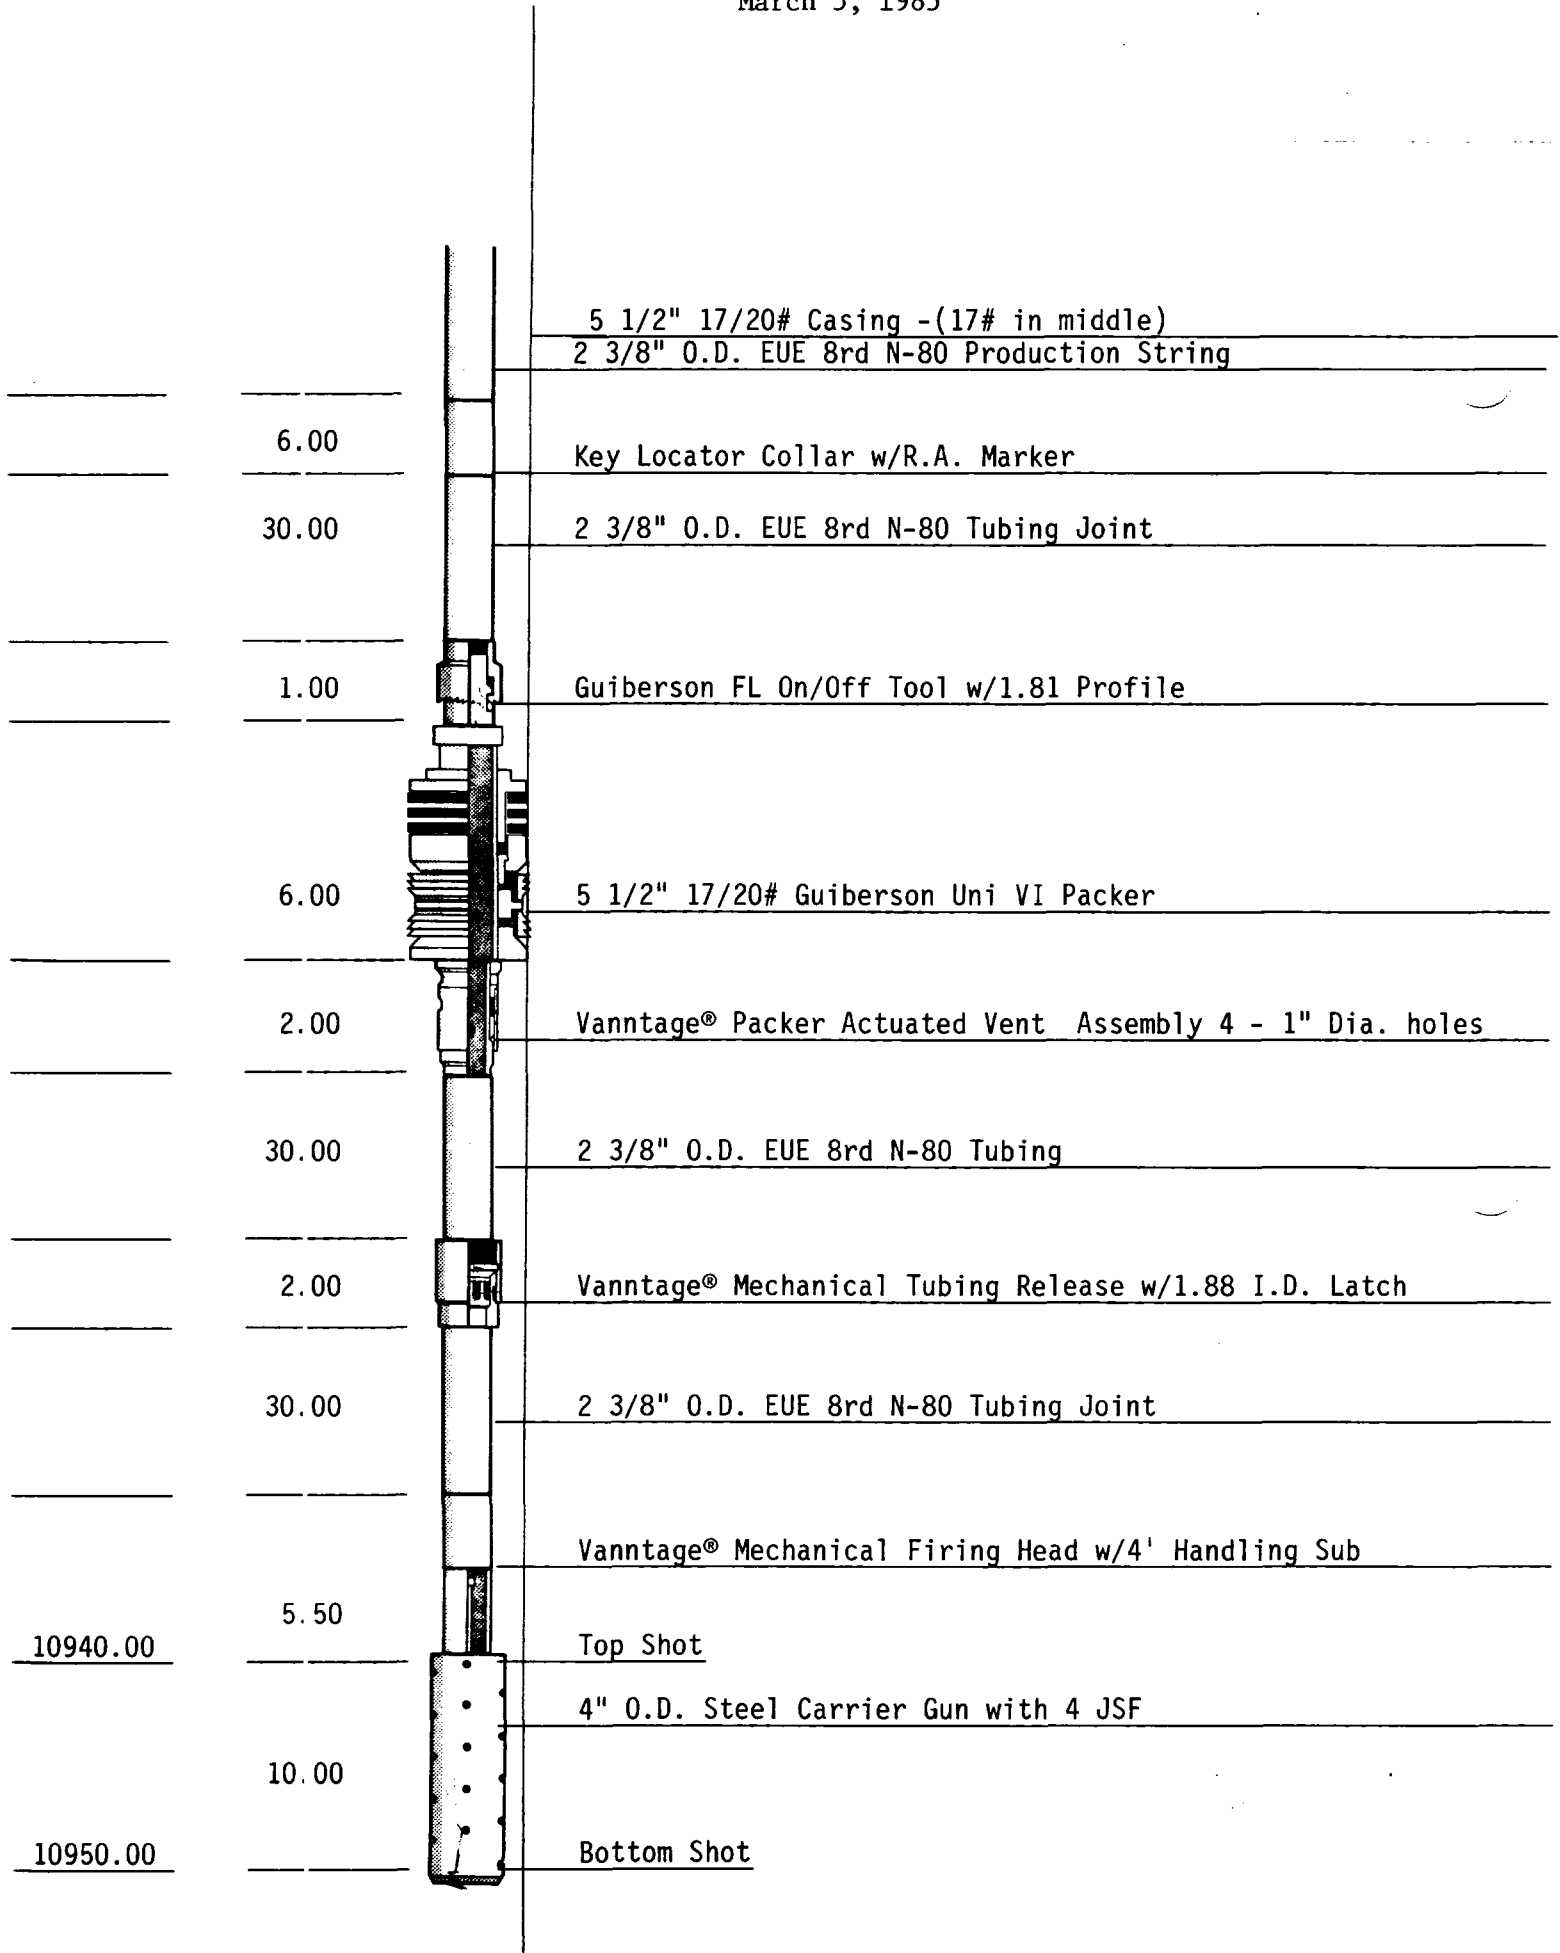 March 5, 1985
5 1/2" 17/20# Casing -(17# in middle)
2 3/8" O.D. EUE 8rd N-80 Production String
6.00
Key Locator Collar w/R.A. Marker
30.00
2 3/8" O.D. EUE 8rd N-80 Tubing Joint
1.00
Guiberson FL On/Off Tool w/1.81 Profile
6.00
5 1/2" 17/20# Guiberson Uni VI Packer
2.00
Vanntage® Packer Actuated Vent Assembly 4 - 1" Dia. holes
30.00
2 3/8" O.D. EUE 8rd N-80 Tubing
2.00
Vanntage® Mechanical Tubing Release w/1.88 I.D. Latch
30.00
2 3/8" O.D. EUE 8rd N-80 Tubing Joint
Vanntage® Mechanical Firing Head w/4' Handling Sub
5.50
10940.00
Top Shot
4" O.D. Steel Carrier Gun with 4 JSF
10.00
10950.00
Bottom Shot